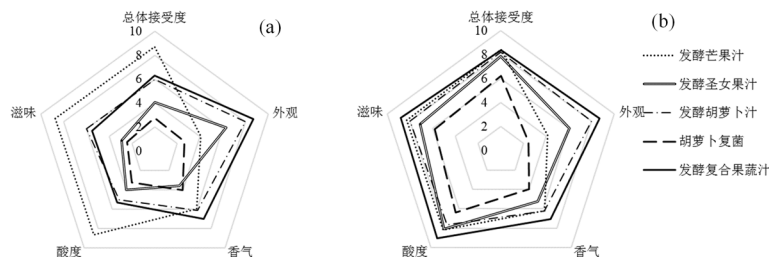 总体接受度
10
8
6
4
2
0
外观
香气
酸度
滋味
(a)
总体接受度
10
8
6
4
2
0
外观
香气
酸度
滋味
(b)
发酵芒果汁
发酵圣女果汁
发酵胡萝卜汁
胡萝卜复菌
发酵复合果蔬汁